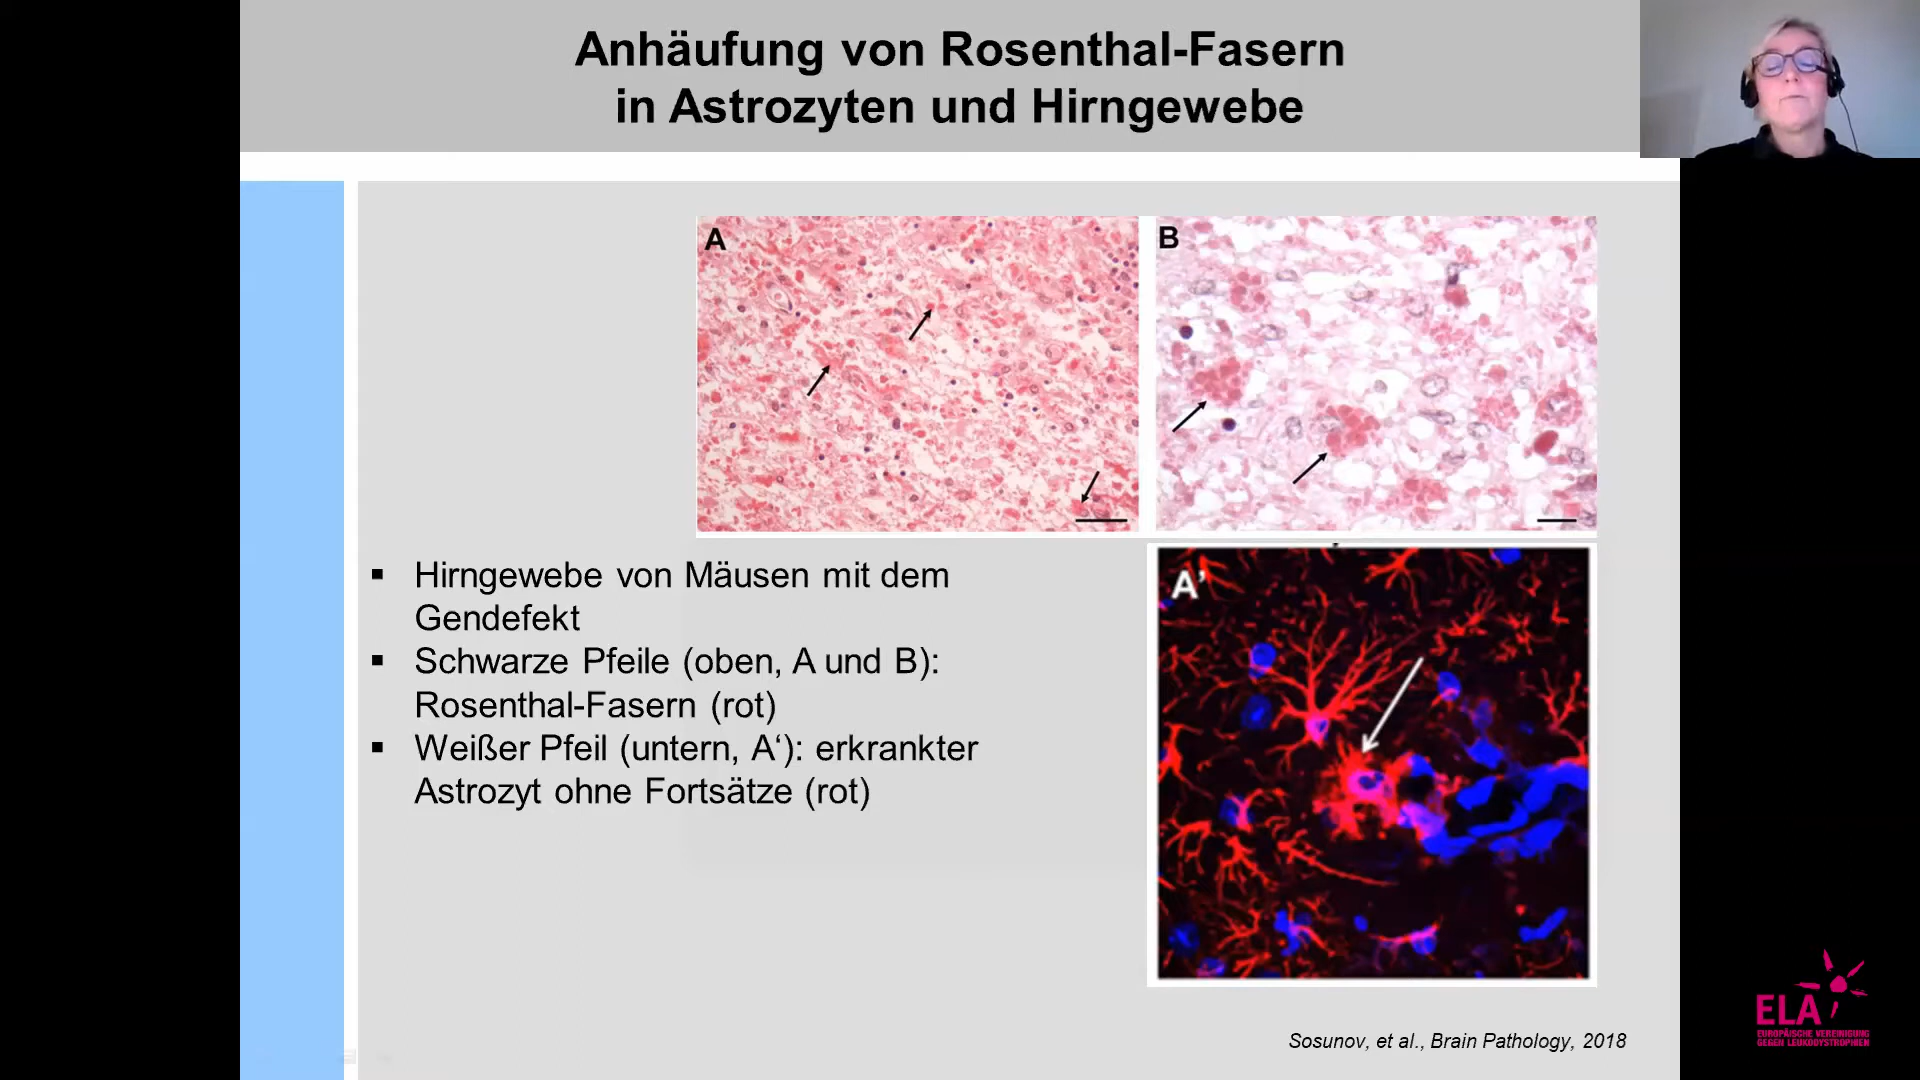 Anhäufung von Rosenthal-Fasern
in Astrozyten und Hirngewebe
A
B
▪ Hirngewebe von Mäusen mit dem
Gendefekt
▪ Schwarze Pfeile (oben, A und B):
Rosenthal-Fasern (rot)
▪ Weißer Pfeil (untern, A‘): erkrankter
Astrozyt ohne Fortsätze (rot)
A’
Sosunov, et al., Brain Pathology, 2018
ELA
EUROPÄISCHE VEREINIGUNG
GEGEN LEUKODYSTROPHIEN